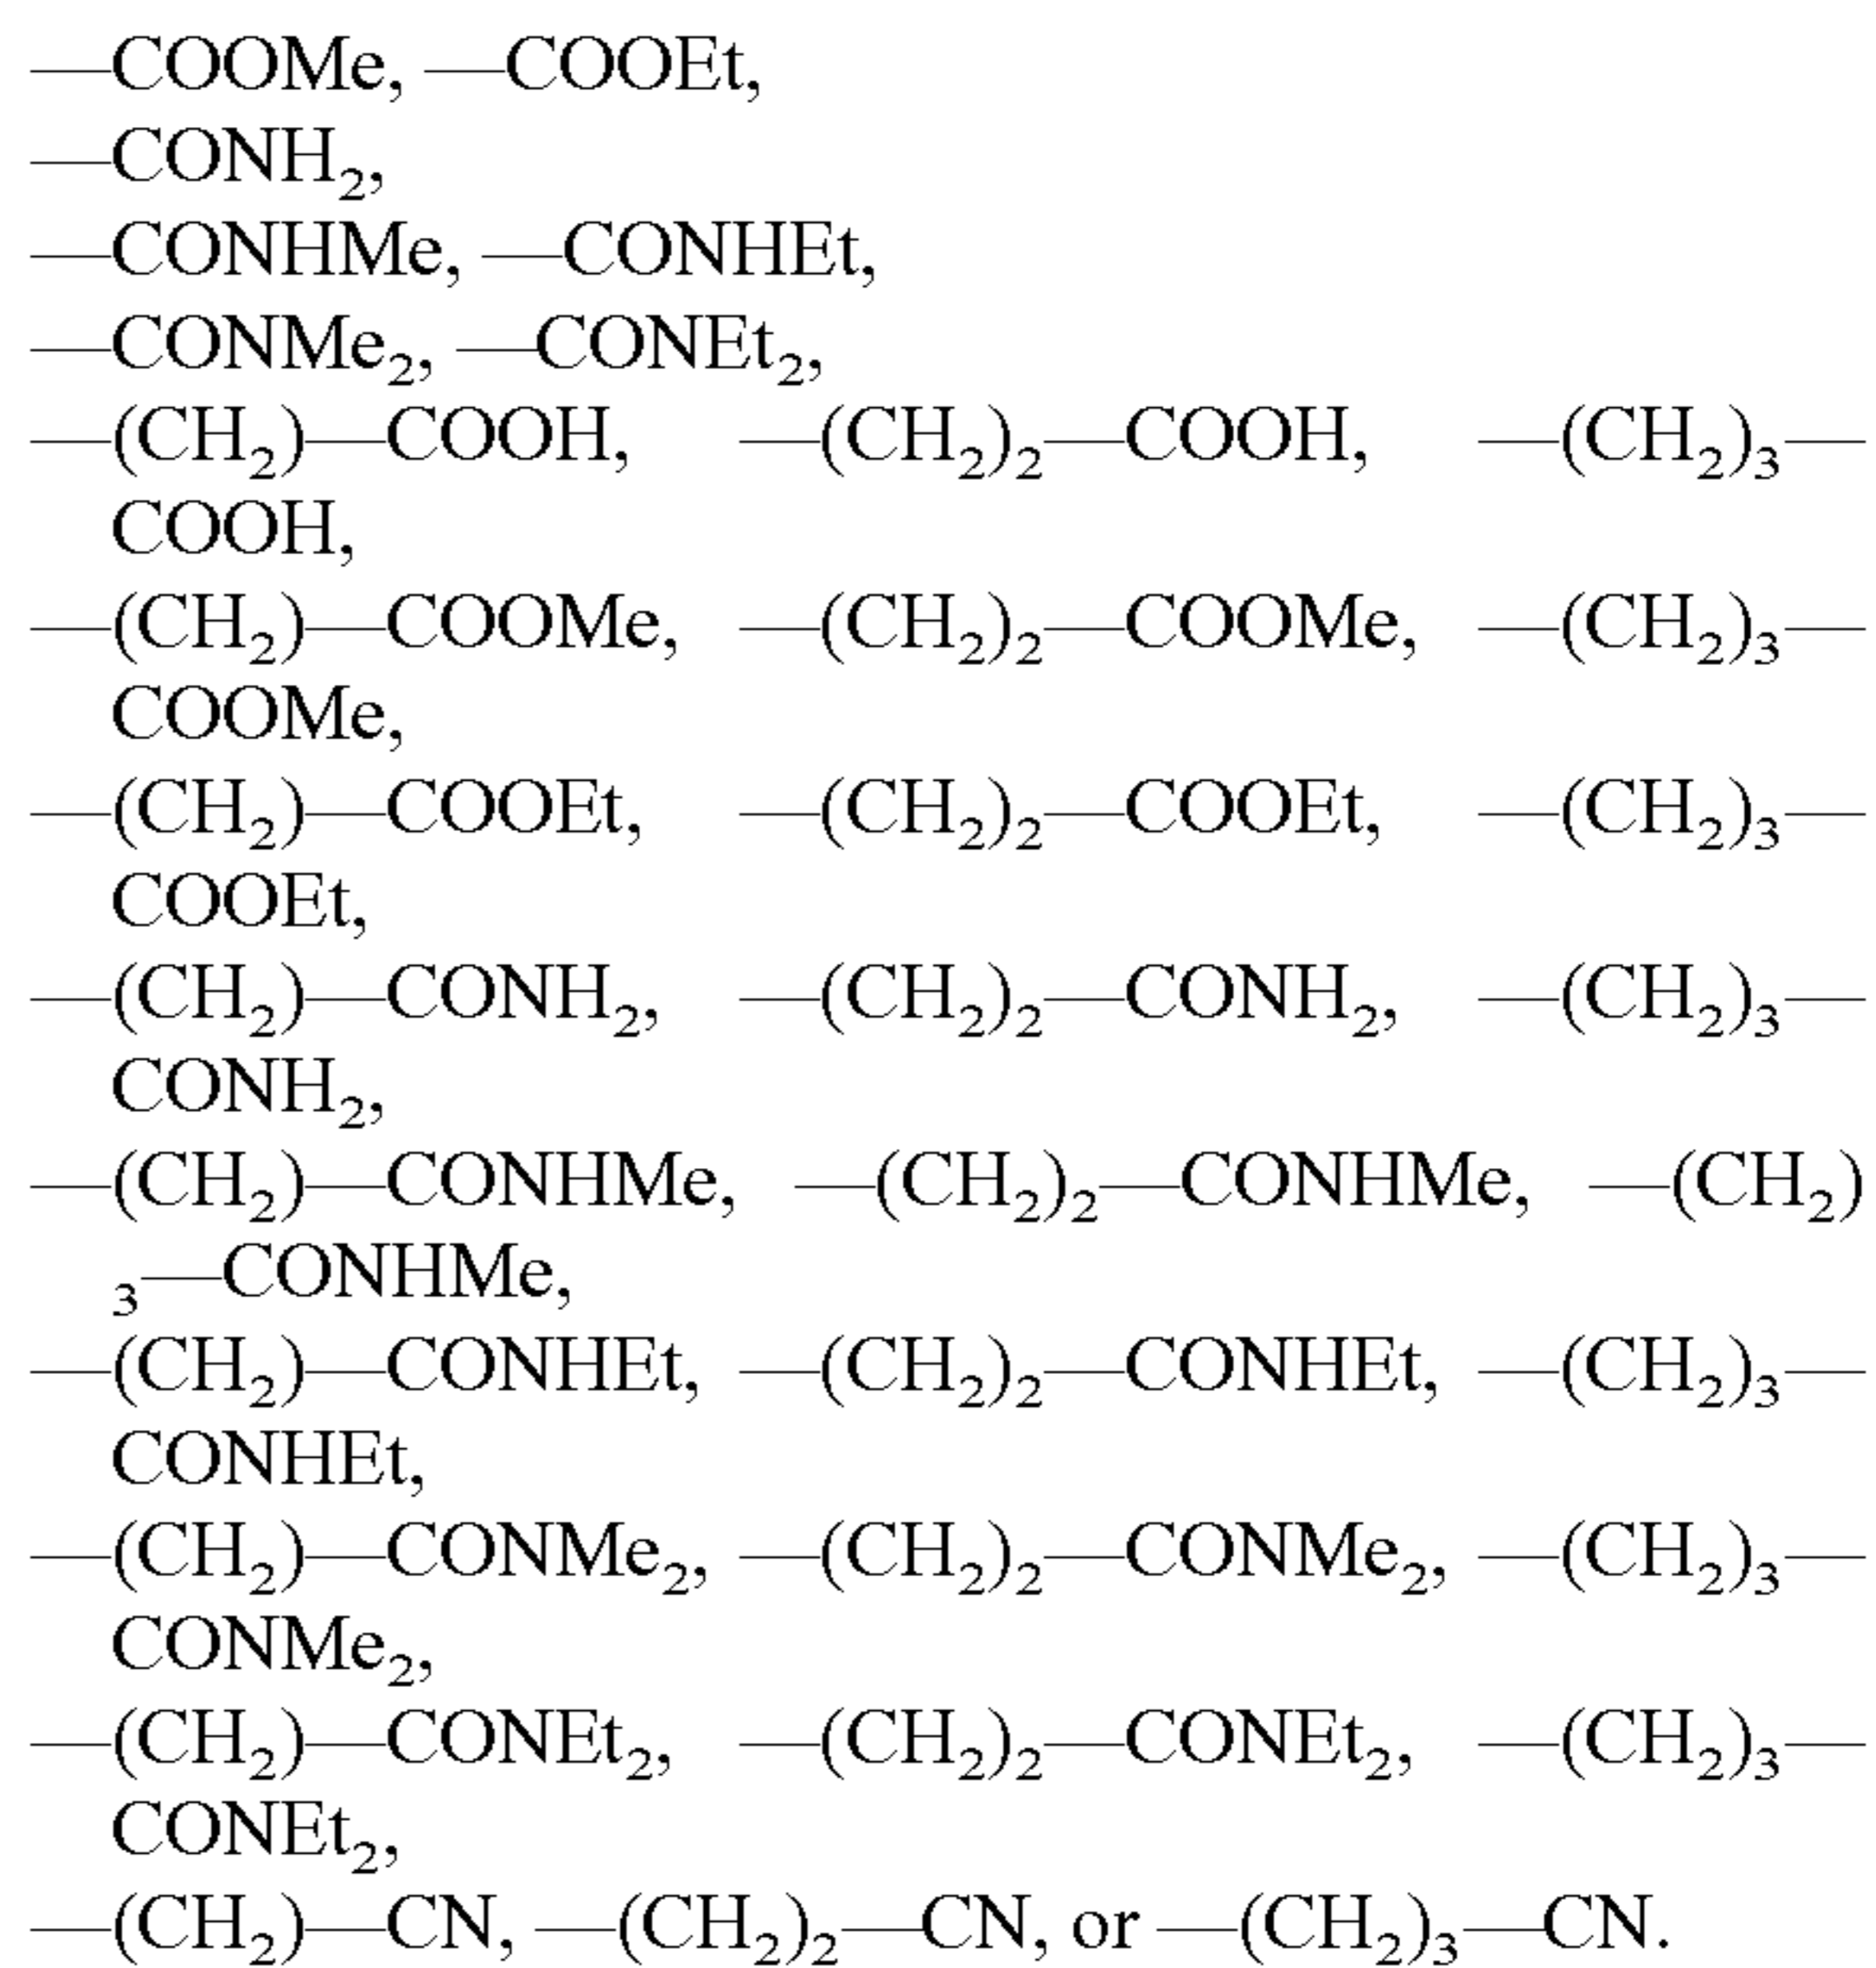 —COOMe, —COOEt,
—CONH₂,
—CONHMe, —CONHEt,
—CONMe₂, —CONEt₂,
—(CH₂)—COOH, —(CH₂)₂—COOH, —(CH₂)₃—
COOH,
—(CH₂)—COOMe, —(CH₂)₂—COOMe, —(CH₂)₃—
COOMe,
—(CH₂)—COOEt, —(CH₂)₂—COOEt, —(CH₂)₃—
COOEt,
—(CH₂)—CONH₂, —(CH₂)₂—CONH₂, —(CH₂)₃—
CONH₂,
—(CH₂)—CONHMe, —(CH₂)₂—CONHMe, —(CH₂)
₃—CONHMe,
—(CH₂)—CONHEt, —(CH₂)₂—CONHEt, —(CH₂)₃—
CONHEt,
—(CH₂)—CONMe₂, —(CH₂)₂—CONMe₂, —(CH₂)₃—
CONMe₂,
—(CH₂)—CONEt₂, —(CH₂)₂—CONEt₂, —(CH₂)₃—
CONEt₂,
—(CH₂)—CN, —(CH₂)₂—CN, or —(CH₂)₃—CN.